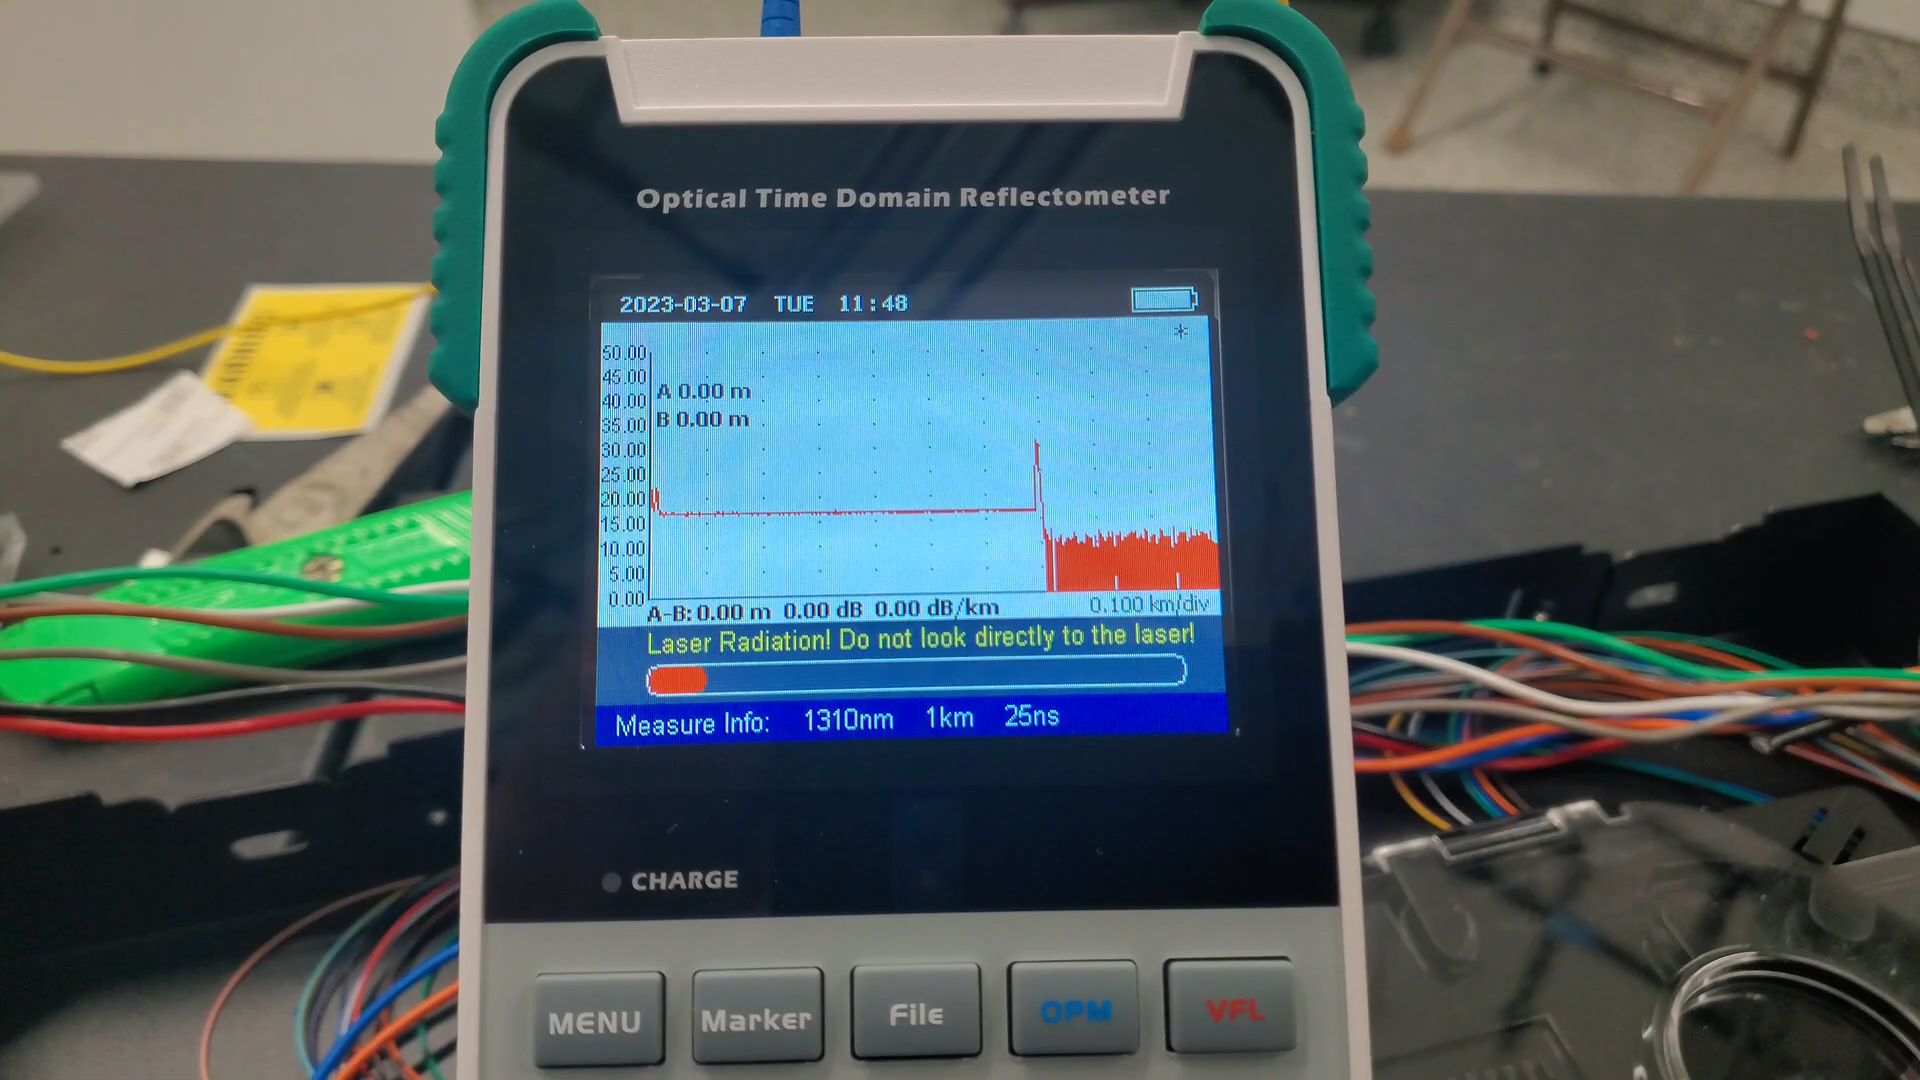 Optical Time Domain Reflectometer
2023-03-07 TUE 11:48
*
50.00
45.00
A 0.00 m
40.00
B 0.00 m
35.00
30.00
25.00
20.00
15.00
10.00
5.00
0.00
A-B: 0.00 m 0.00 dB 0.00 dB/km 0.100 km/div
Laser Radiation! Do not look directly to the laser!
Measure Info: 1310nm 1km 25ns
CHARGE
MENU Marker File OPM VFL